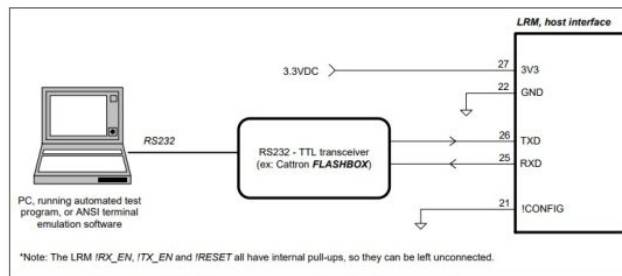 LRM, host interface
3.3VDC
27
3V3
22
GND
RS232
RS232 - TTL transceiver
(ex: Cattron FLASHBOX)
26
TXD
25
RXD
21
!CONFIG
PC, running automated test
program, or ANSI terminal
emulation software
*Note: The LRM !RX_EN, !TX_EN and !RESET all have internal pull-ups, so they can be left unconnected.